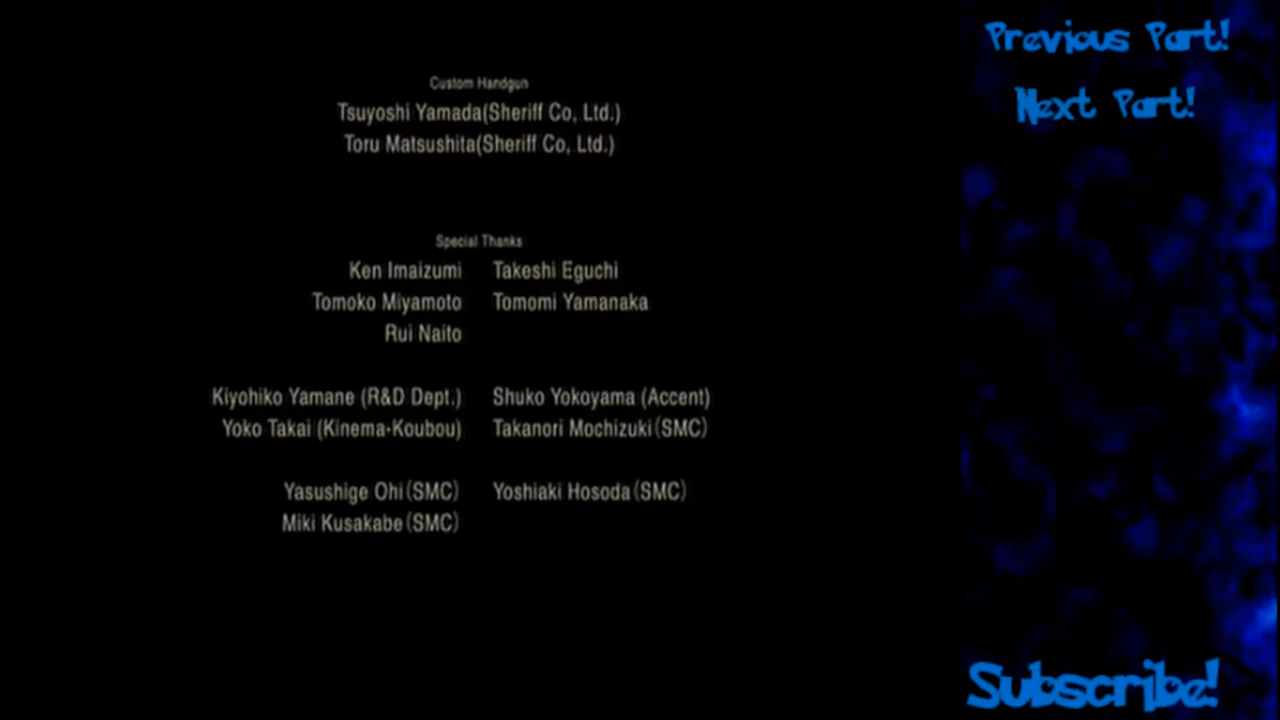 Custom Handgun
Tsuyoshi Yamada(Sheriff Co, Ltd.)
Toru Matsushita(Sheriff Co, Ltd.)
Special Thanks
Ken Imaizumi Takeshi Eguchi
Tomoko Miyamoto Tomomi Yamanaka
Rui Naito
Kiyohiko Yamane (R&D Dept.) Shuko Yokoyama (Accent)
Yoko Takai (Kinema-Koubou) Takanori Mochizuki(SMC)
Yasushige Ohi(SMC) Yoshiaki Hosoda(SMC)
Miki Kusakabe(SMC)
Previous Part!
Next Part!
Subscribe!